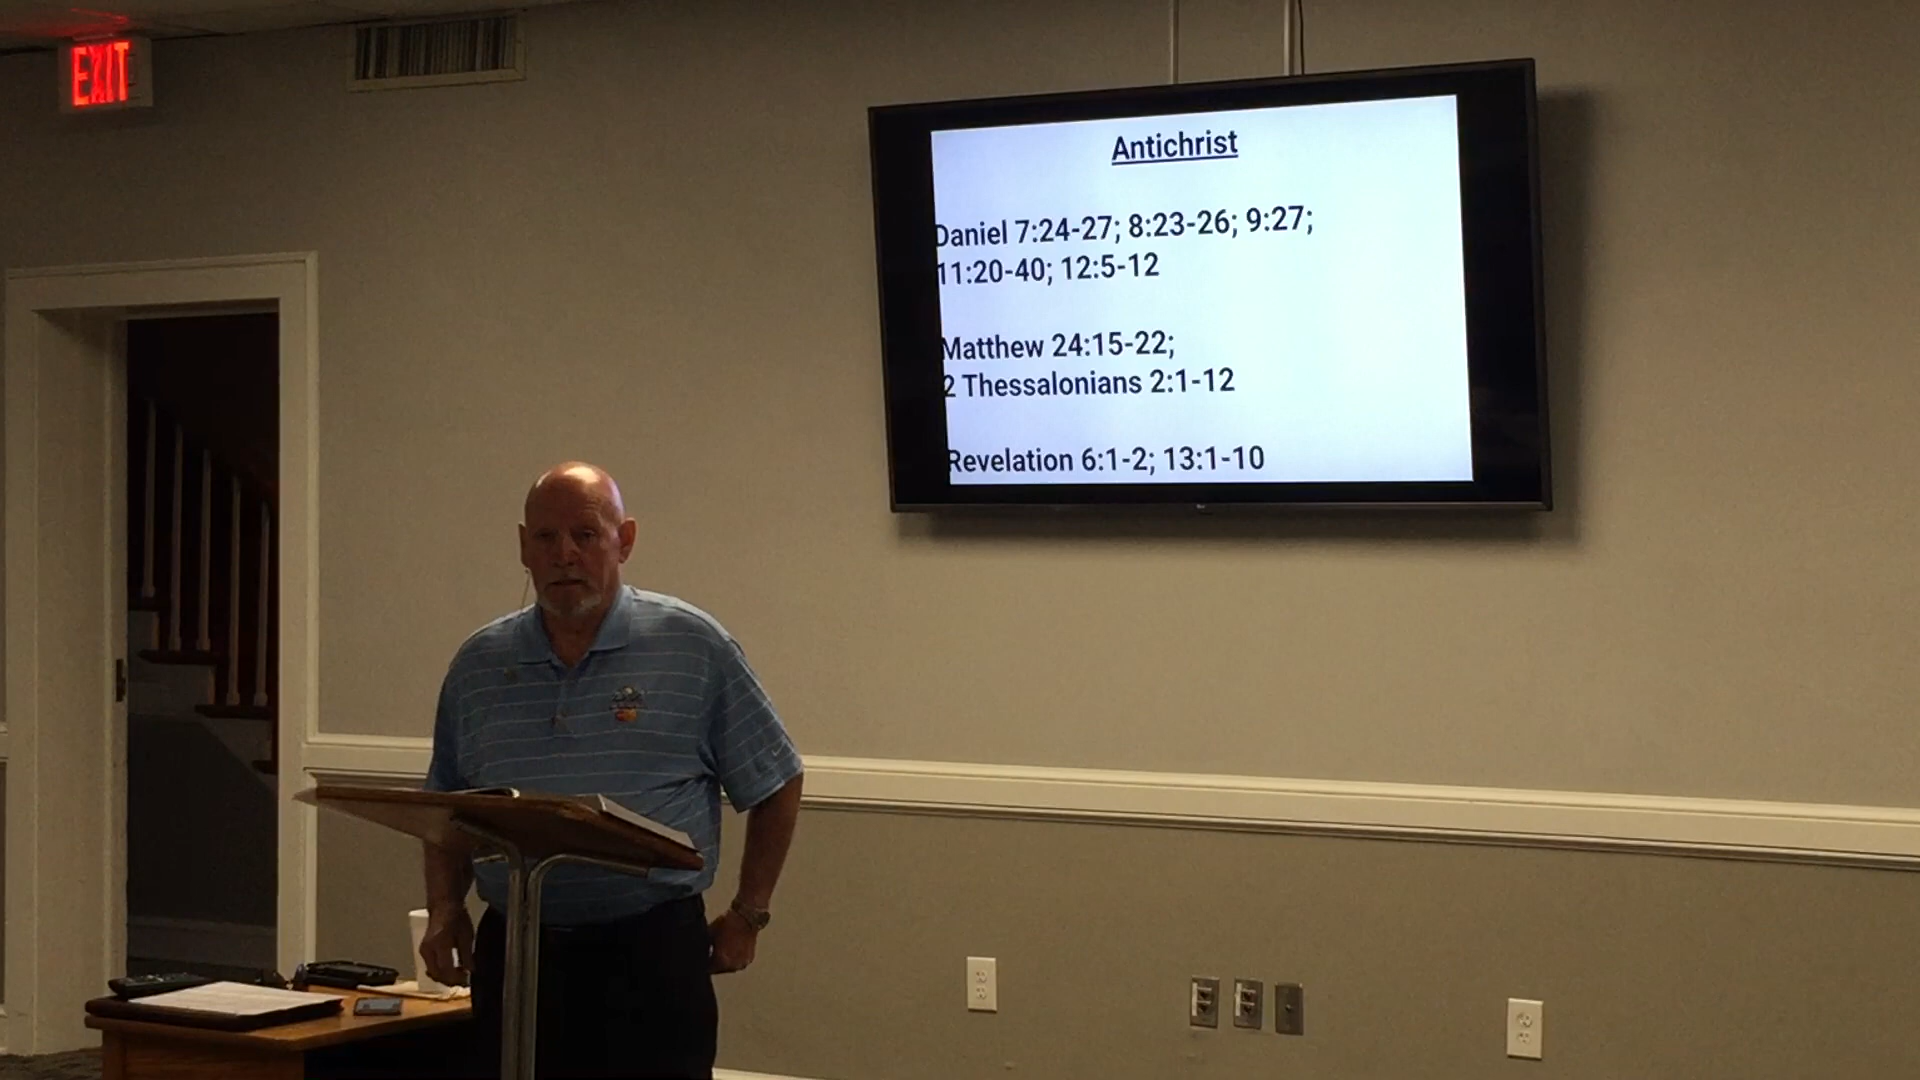 EXIT
Antichrist
Daniel 7:24-27; 8:23-26; 9:27;
11:20-40; 12:5-12
Matthew 24:15-22;
2 Thessalonians 2:1-12
Revelation 6:1-2; 13:1-10